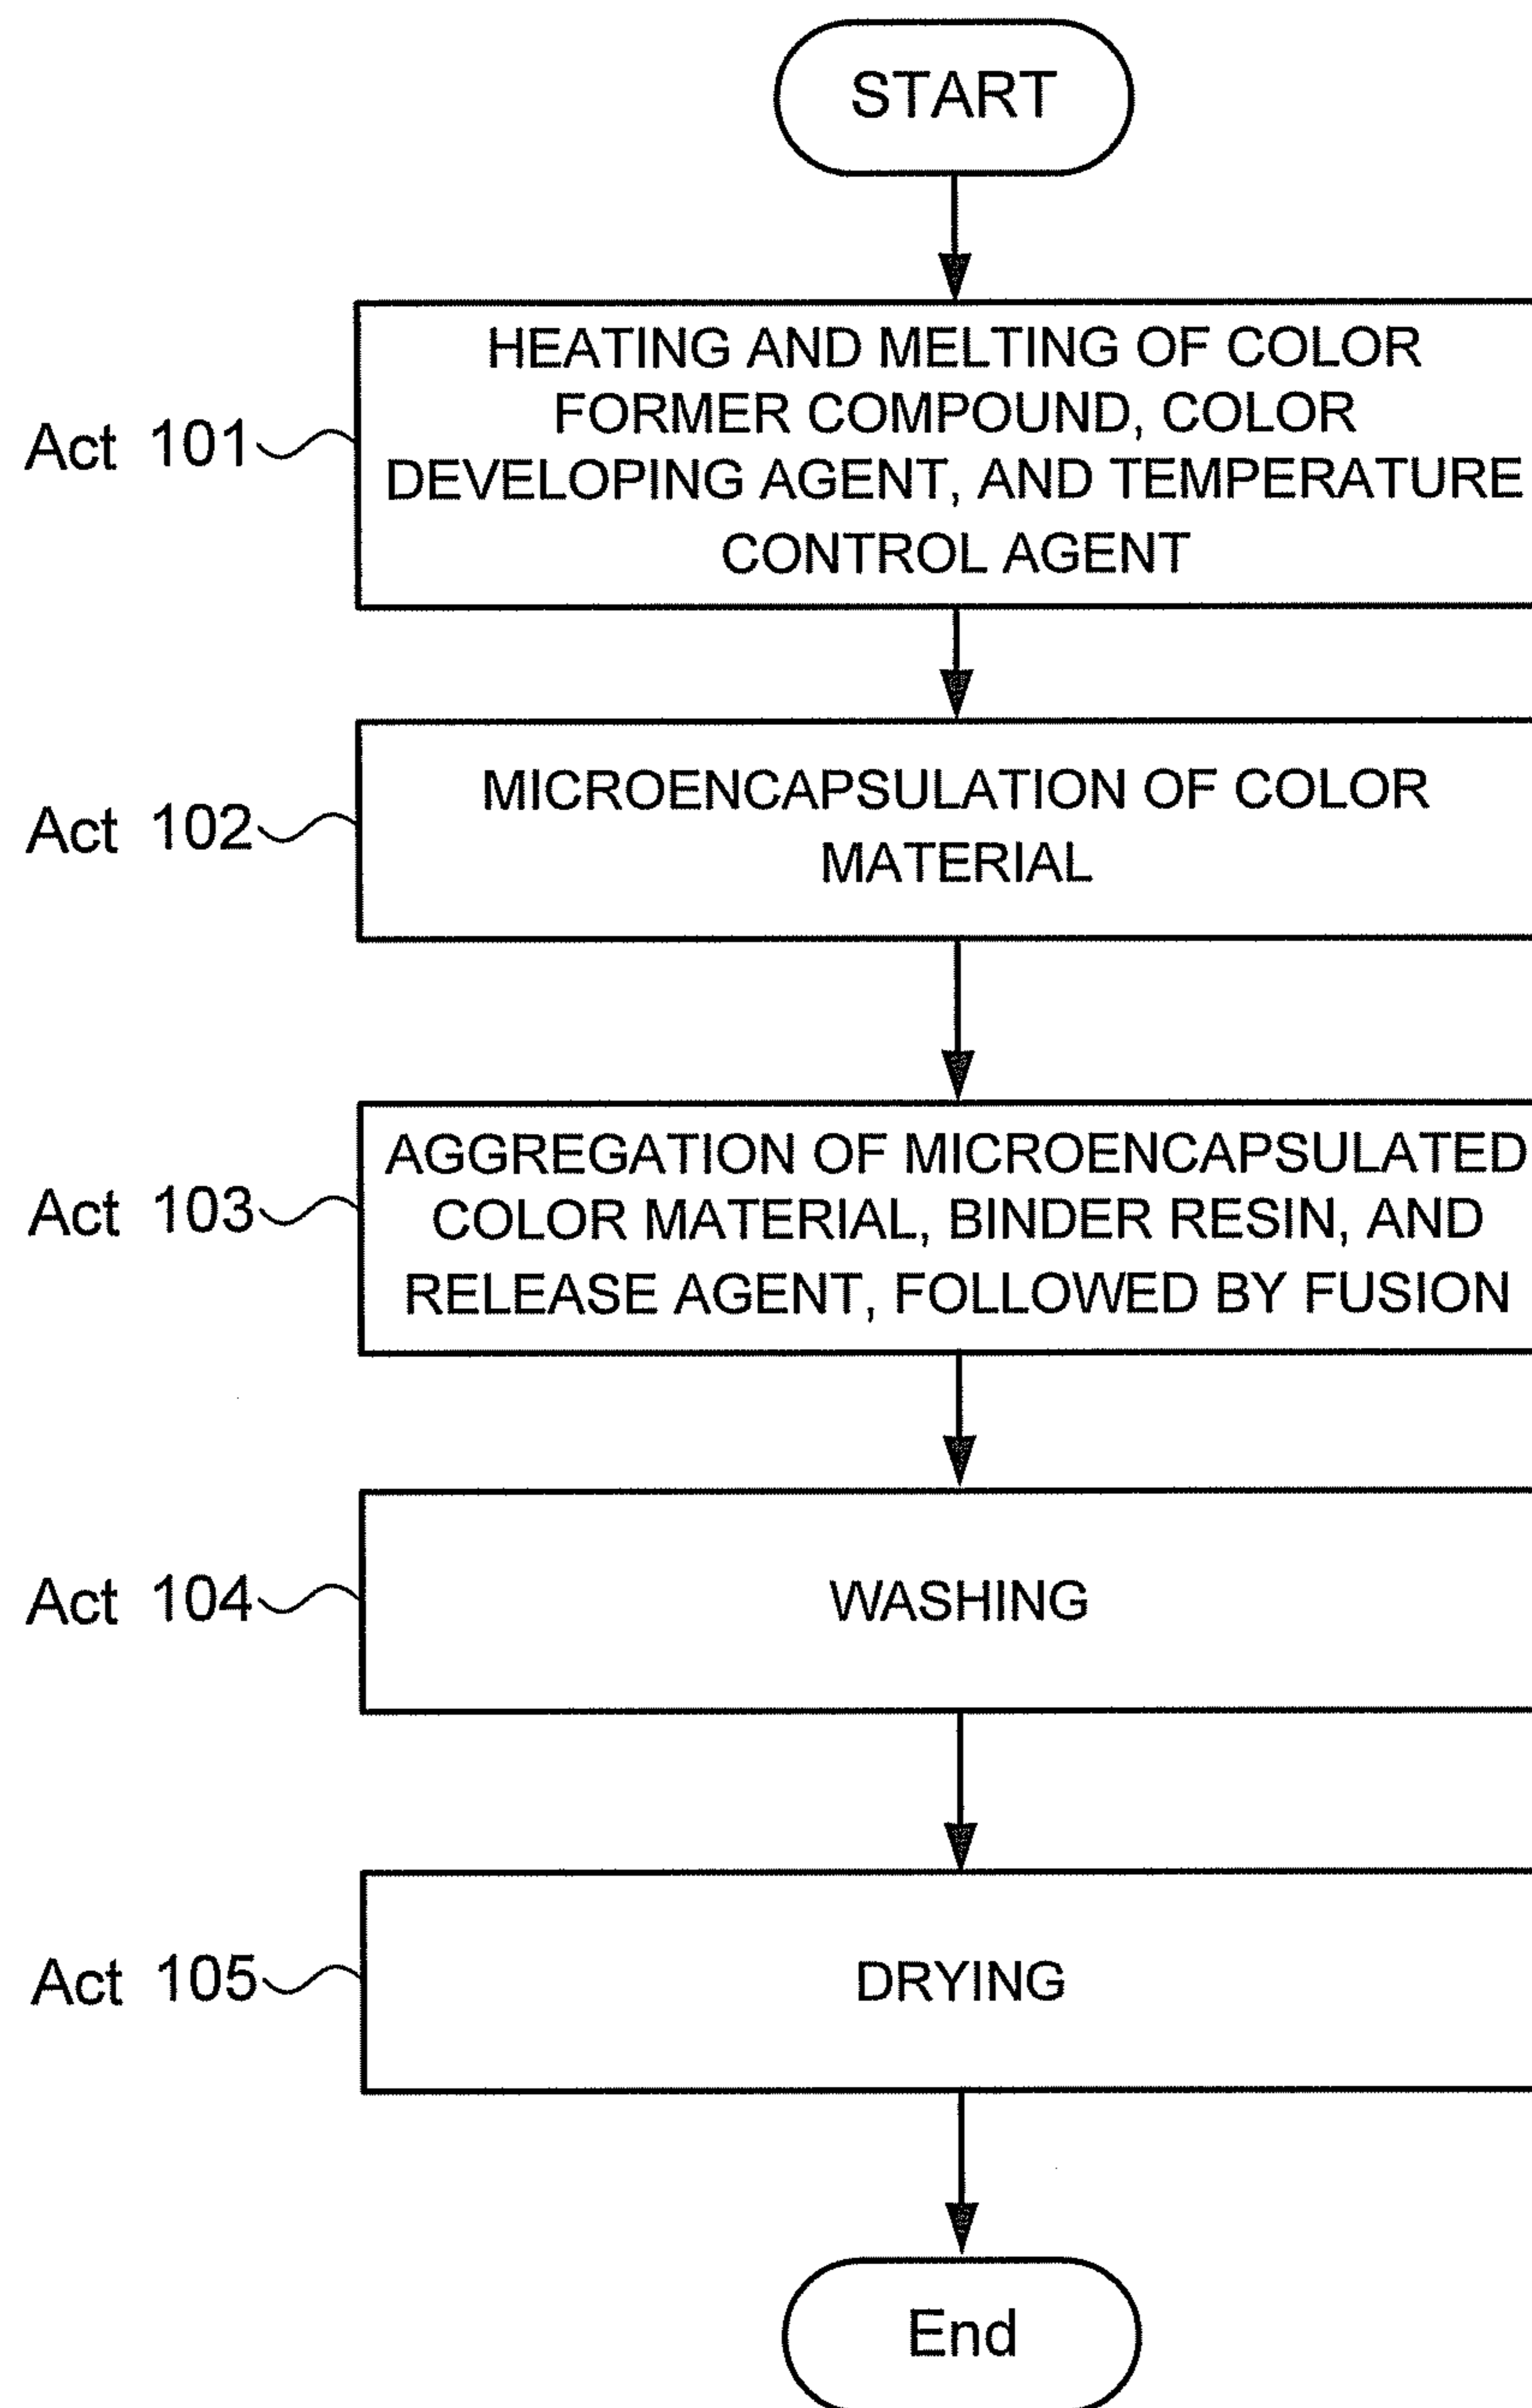 START
Act 101
HEATING AND MELTING OF COLOR
FORMER COMPOUND, COLOR
DEVELOPING AGENT, AND TEMPERATURE
CONTROL AGENT
Act 102
MICROENCAPSULATION OF COLOR
MATERIAL
Act 103
AGGREGATION OF MICROENCAPSULATED
COLOR MATERIAL, BINDER RESIN, AND
RELEASE AGENT, FOLLOWED BY FUSION
Act 104
WASHING
Act 105
DRYING
End